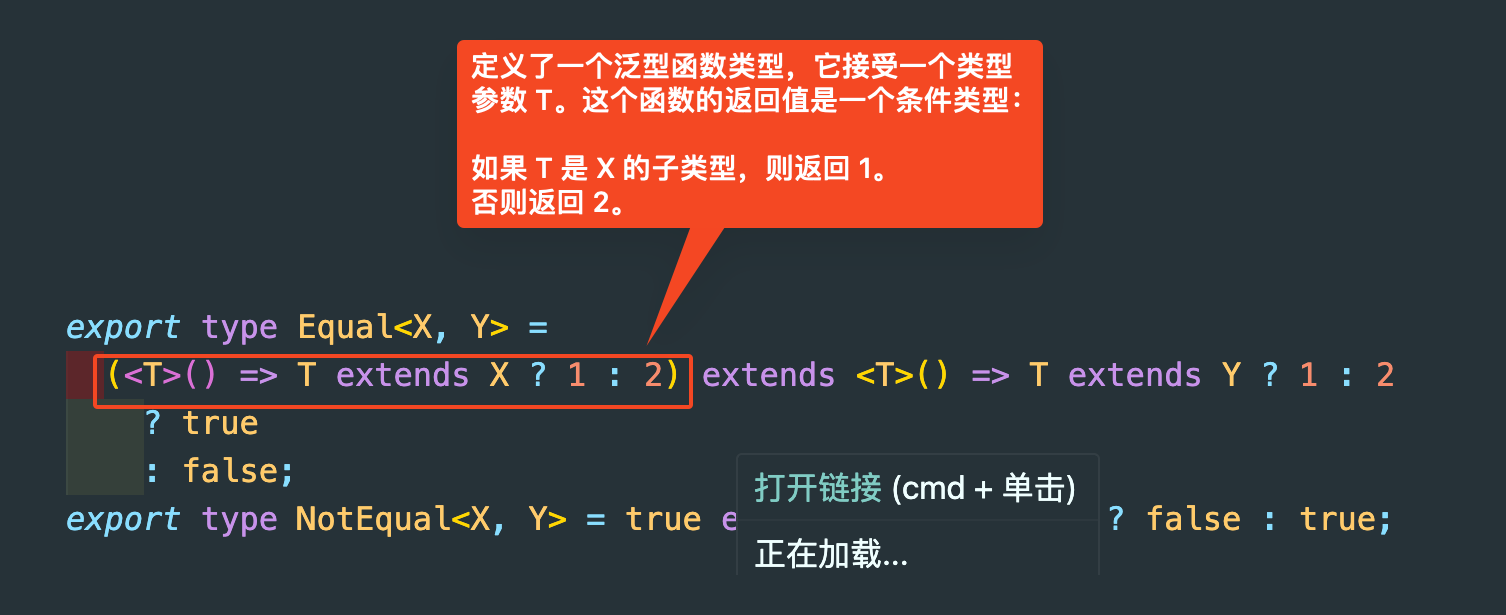 定义了一个泛型函数类型，它接受一个类型
参数 T。这个函数的返回值是一个条件类型：
如果 T 是 X 的子类型，则返回 1。
否则返回 2。
export type Equal<X, Y> =
(<T>() => T extends X ? 1 : 2) extends <T>() => T extends Y ? 1 : 2
? true
: false;
export type NotEqual<X, Y> = true e ? false : true;
打开链接 (cmd + 单击)
正在加载...